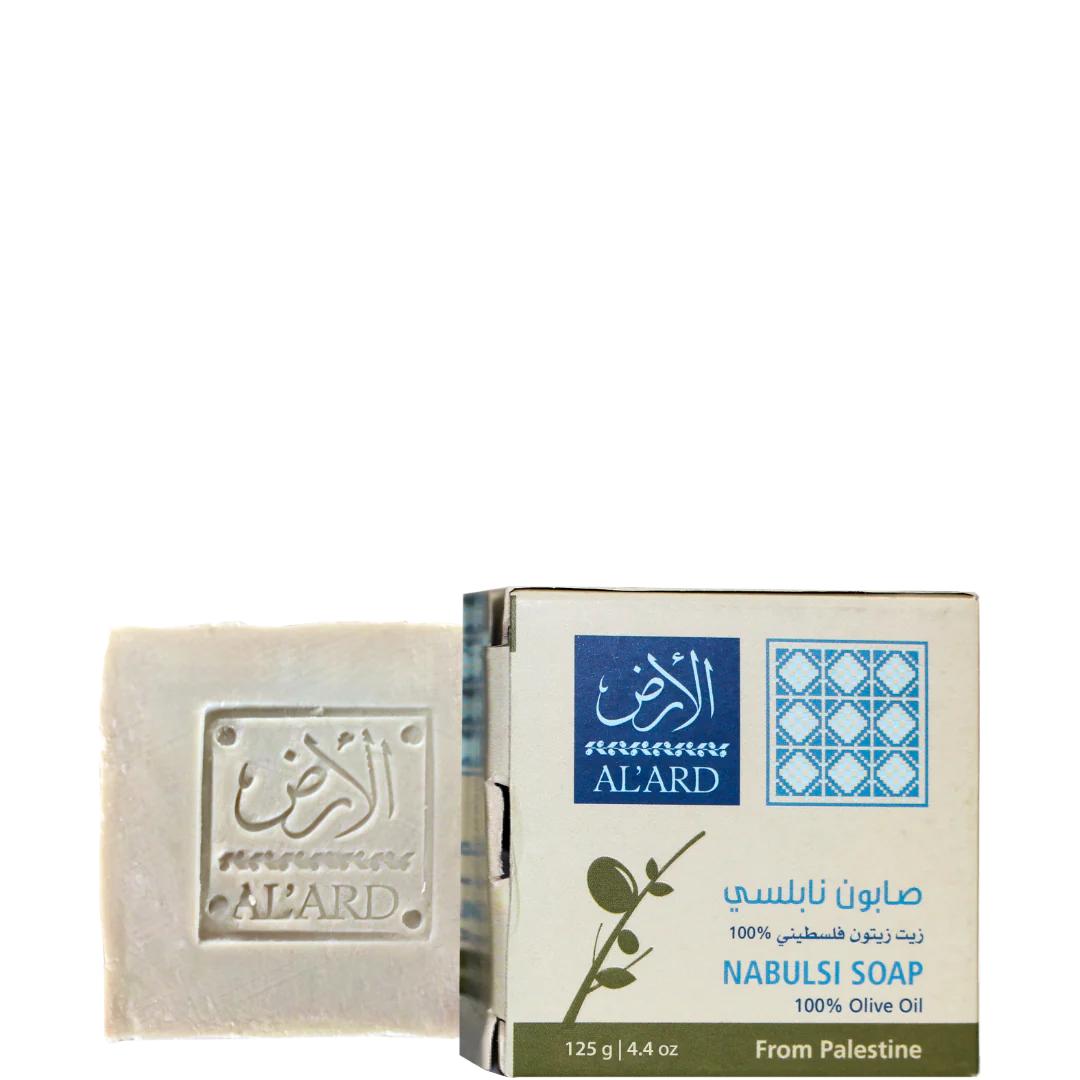 الأرض
AL'ARD
الأرض
AL'ARD
صابون نابلسي
زيت زيتون فلسطيني 100%
NABULSI SOAP
100% Olive Oil
125 g | 4.4 oz
From Palestine